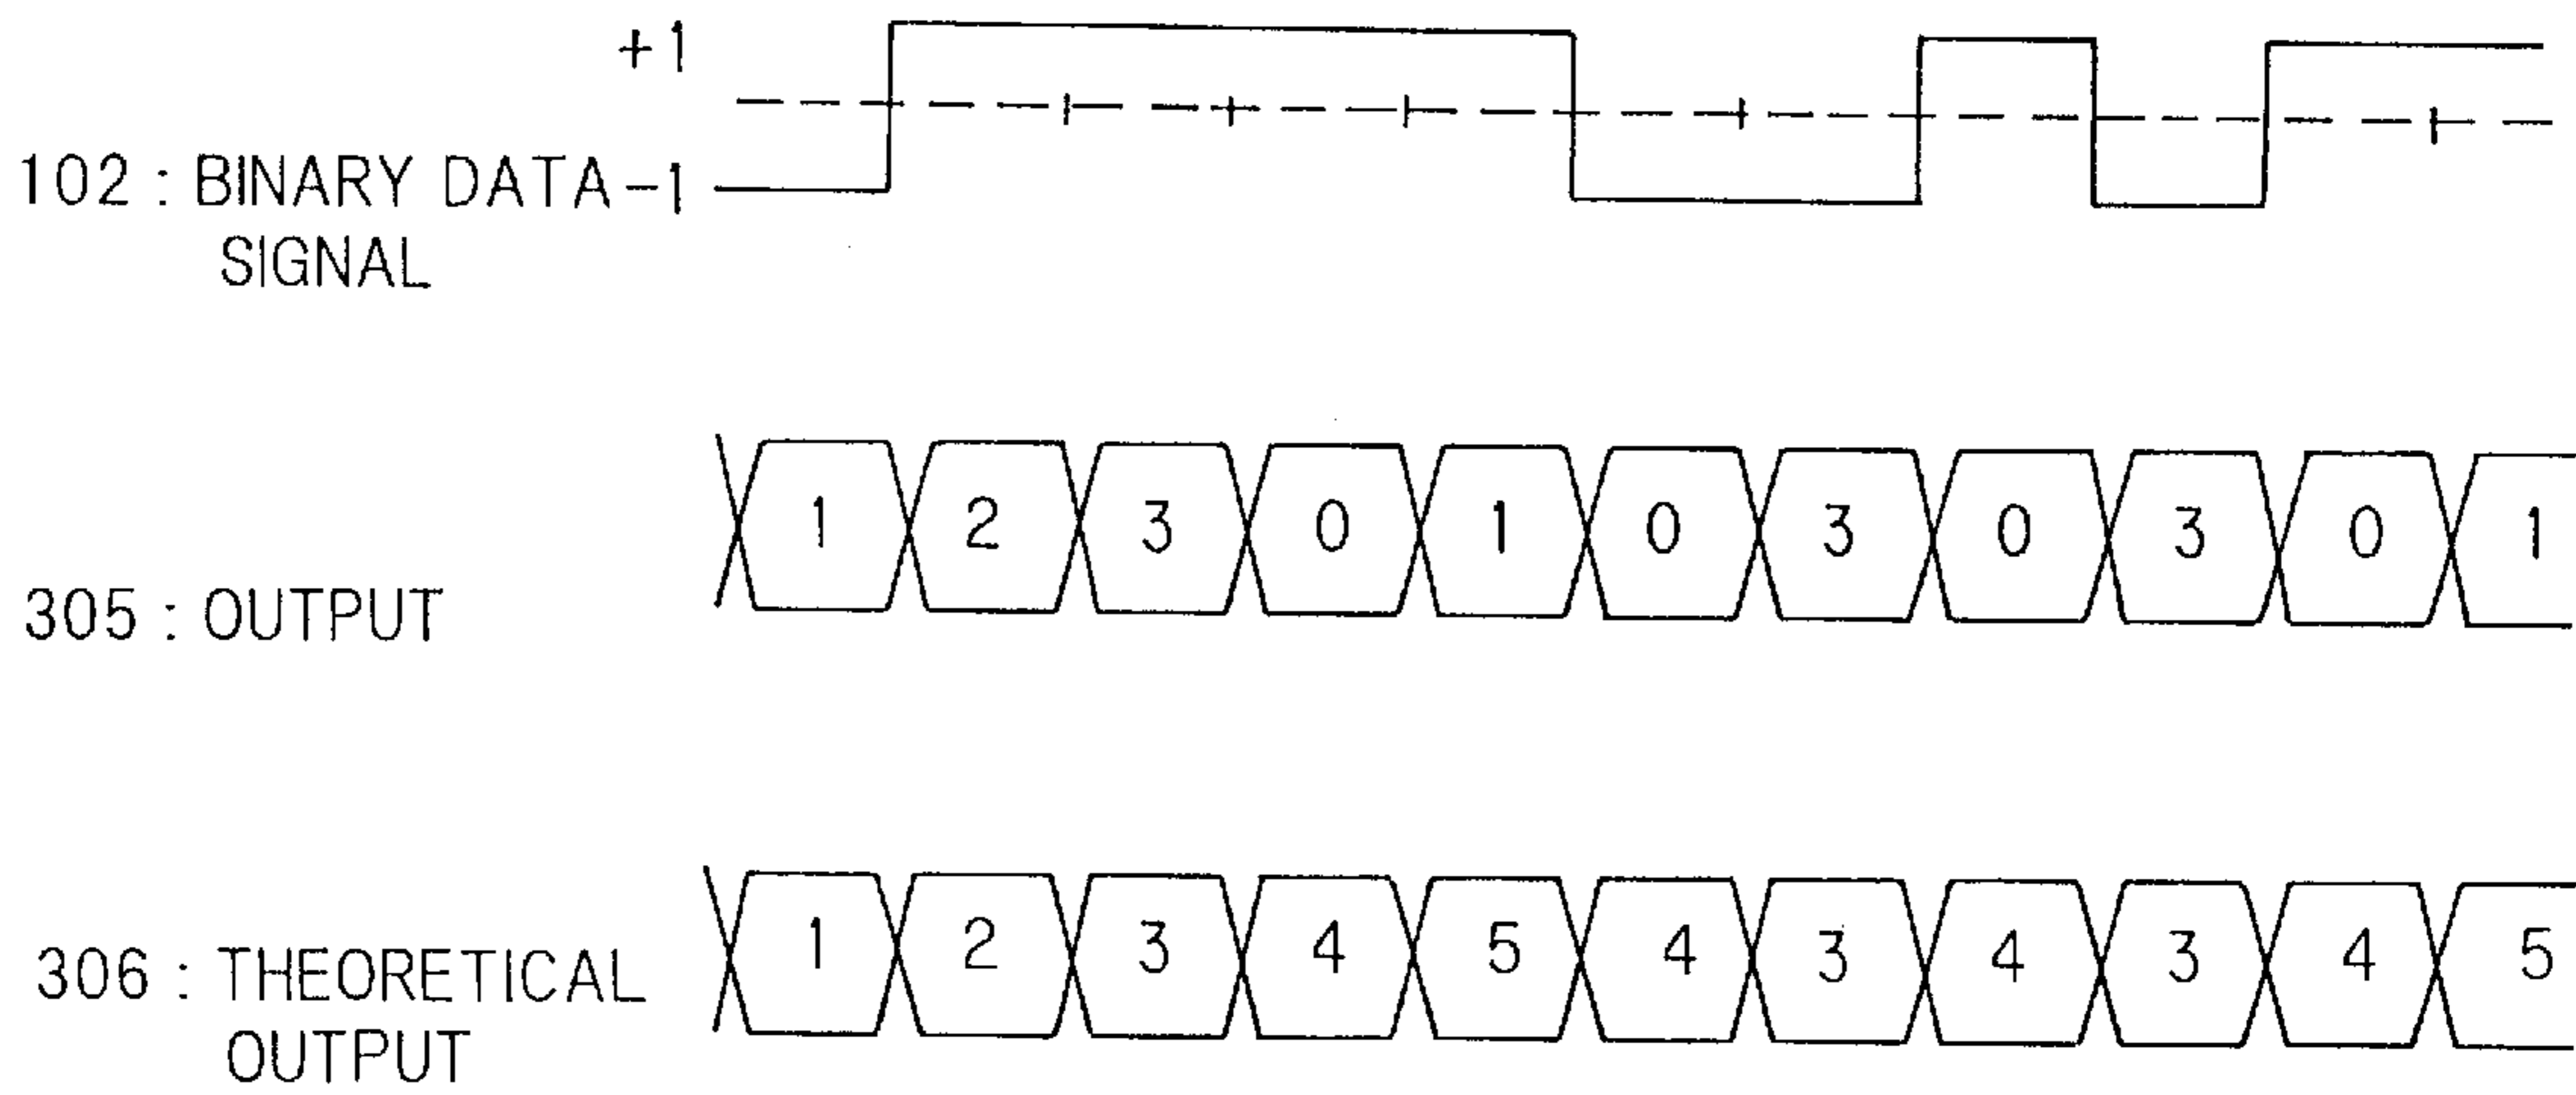 +1
102 : BINARY DATA -1
SIGNAL
305 : OUTPUT
1 2 3 0 1 0 3 0 3 0 1
306 : THEORETICAL
OUTPUT
1 2 3 4 5 4 3 4 3 4 5